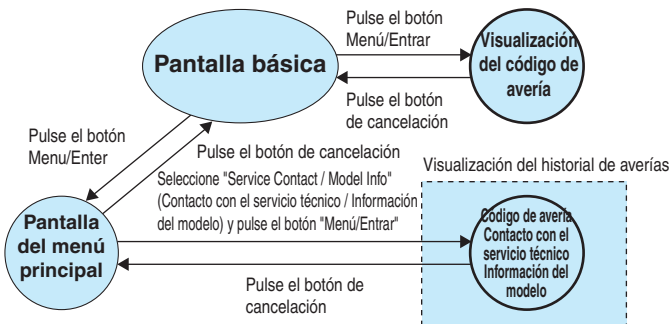 Pulse el botón
Menú/Entrar
Pantalla básica
Visualización
del código de
avería
Pulse el botón
de cancelación
Pulse el botón
Menu/Enter
Pulse el botón de cancelación
Seleccione "Service Contact / Model Info"
(Contacto con el servicio técnico / Información
del modelo) y pulse el botón "Menú/Entrar"
Visualización del historial de averías
Pantalla
del menú
principal
Código de avería
Contacto con el
servicio técnico
Información del
modelo
Pulse el botón de
cancelación